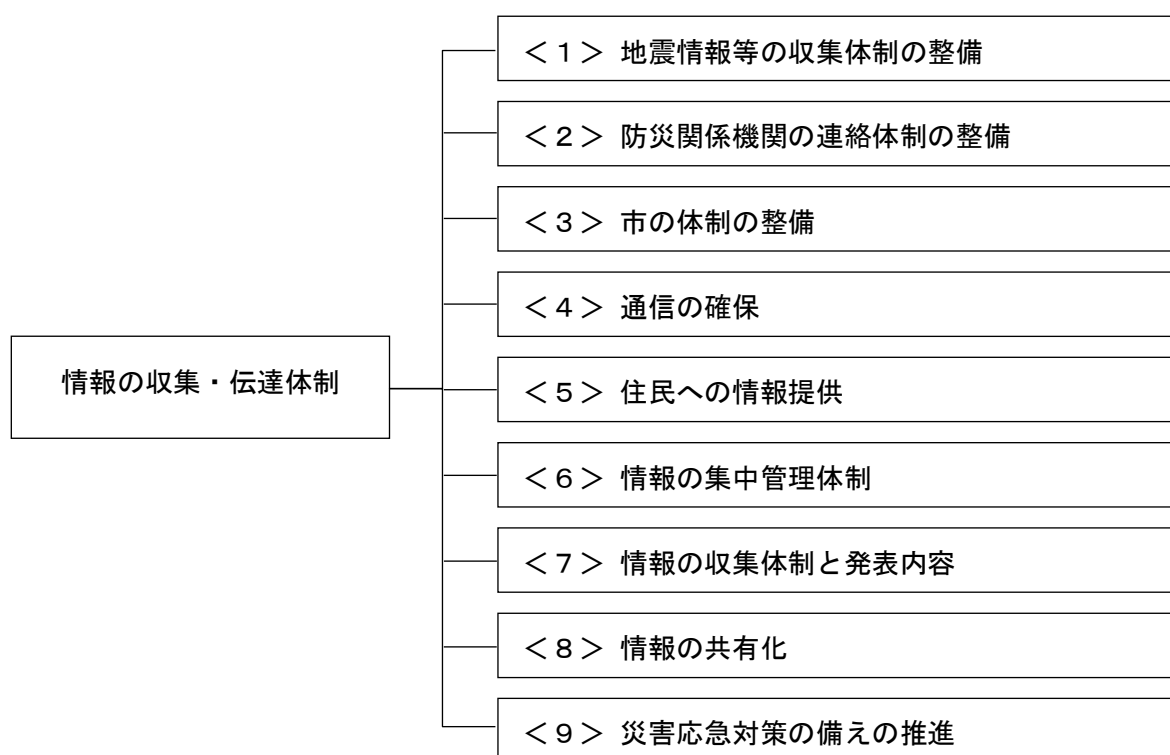 情報の収集・伝達体制
＜１＞ 地震情報等の収集体制の整備
＜２＞ 防災関係機関の連絡体制の整備
＜３＞ 市の体制の整備
＜４＞ 通信の確保
＜５＞ 住民への情報提供
＜６＞ 情報の集中管理体制
＜７＞ 情報の収集体制と発表内容
＜８＞ 情報の共有化
＜９＞ 災害応急対策の備えの推進